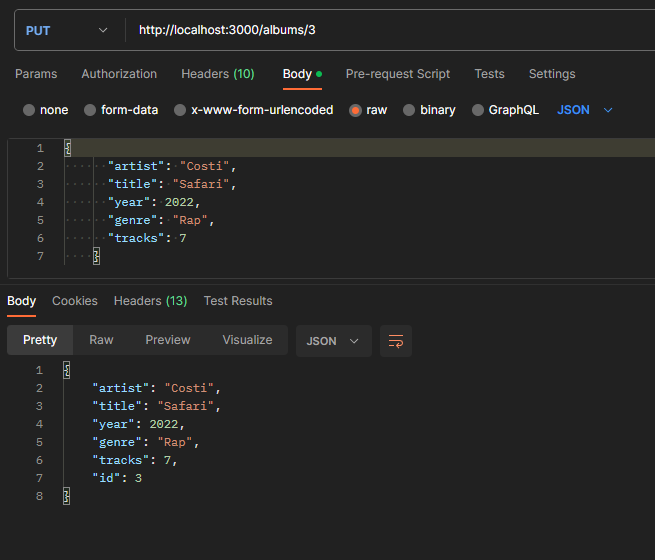 PUT http://localhost:3000/albums/3
Params Authorization Headers (10) Body Pre-request Script Tests Settings
none form-data x-www-form-urlencoded raw binary GraphQL JSON
1 {
2 "artist": "Costi",
3 "title": "Safari",
4 "year": 2022,
5 "genre": "Rap",
6 "tracks": 7
7 }
Body Cookies Headers (13) Test Results
Pretty Raw Preview Visualize JSON
1 {
2 "artist": "Costi",
3 "title": "Safari",
4 "year": 2022,
5 "genre": "Rap",
6 "tracks": 7,
7 "id": 3
8 }